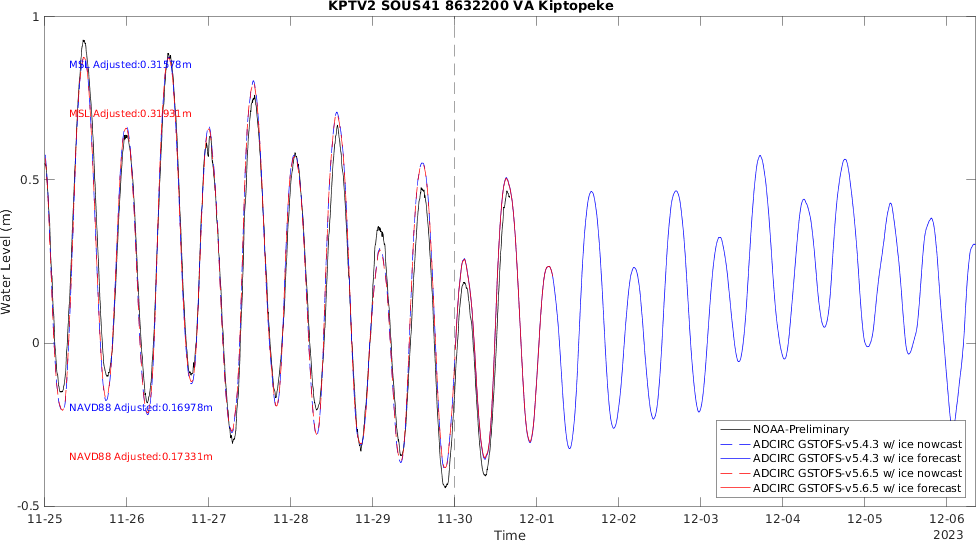 KPTV2 SOUS41 8632200 VA Kiptopeke
1
0.5
0
-0.5
Water Level (m)
MSL Adjusted:0.31578m
MSL Adjusted:0.31931m
NAVD88 Adjusted:0.16978m
NAVD88 Adjusted:0.17331m
NOAA-Preliminary
ADCIRC GSTOFS-v5.4.3 w/ ice nowcast
ADCIRC GSTOFS-v5.4.3 w/ ice forecast
ADCIRC GSTOFS-v5.6.5 w/ ice nowcast
ADCIRC GSTOFS-v5.6.5 w/ ice forecast
11-25 11-26 11-27 11-28 11-29 11-30 12-01 12-02 12-03 12-04 12-05 12-06
Time
2023